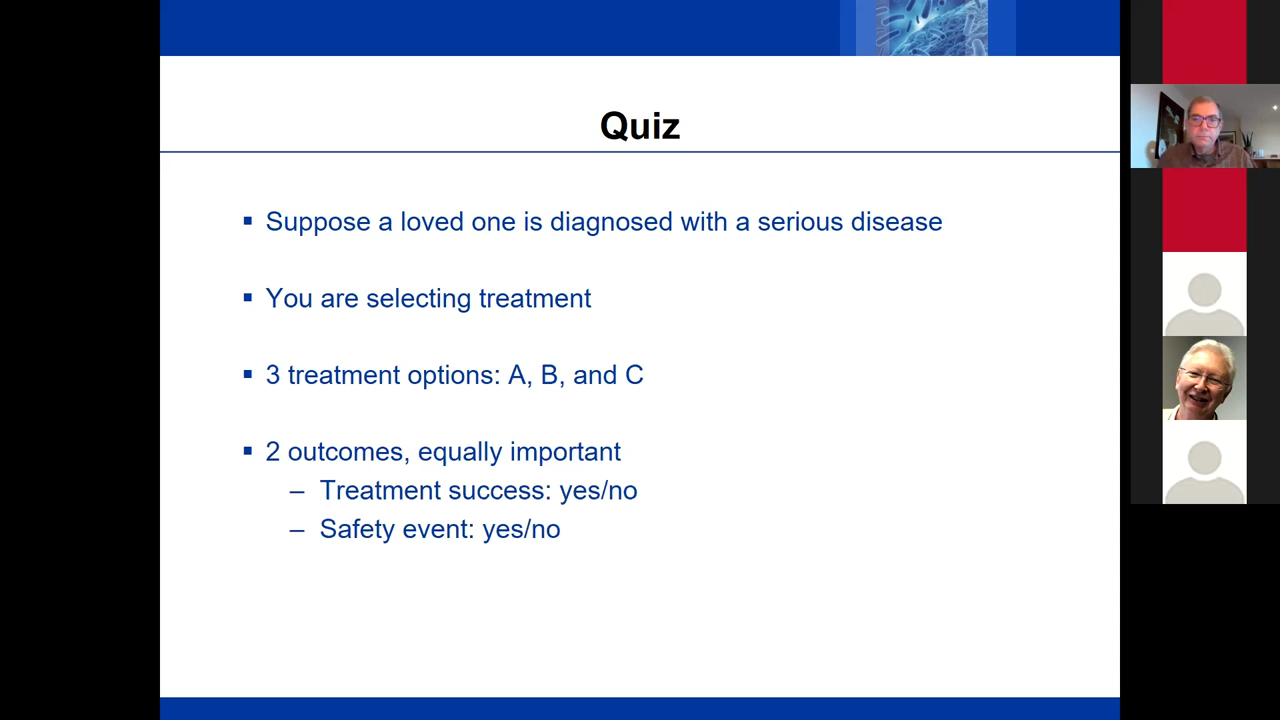 Quiz
▪ Suppose a loved one is diagnosed with a serious disease
▪ You are selecting treatment
▪ 3 treatment options: A, B, and C
▪ 2 outcomes, equally important
– Treatment success: yes/no
– Safety event: yes/no